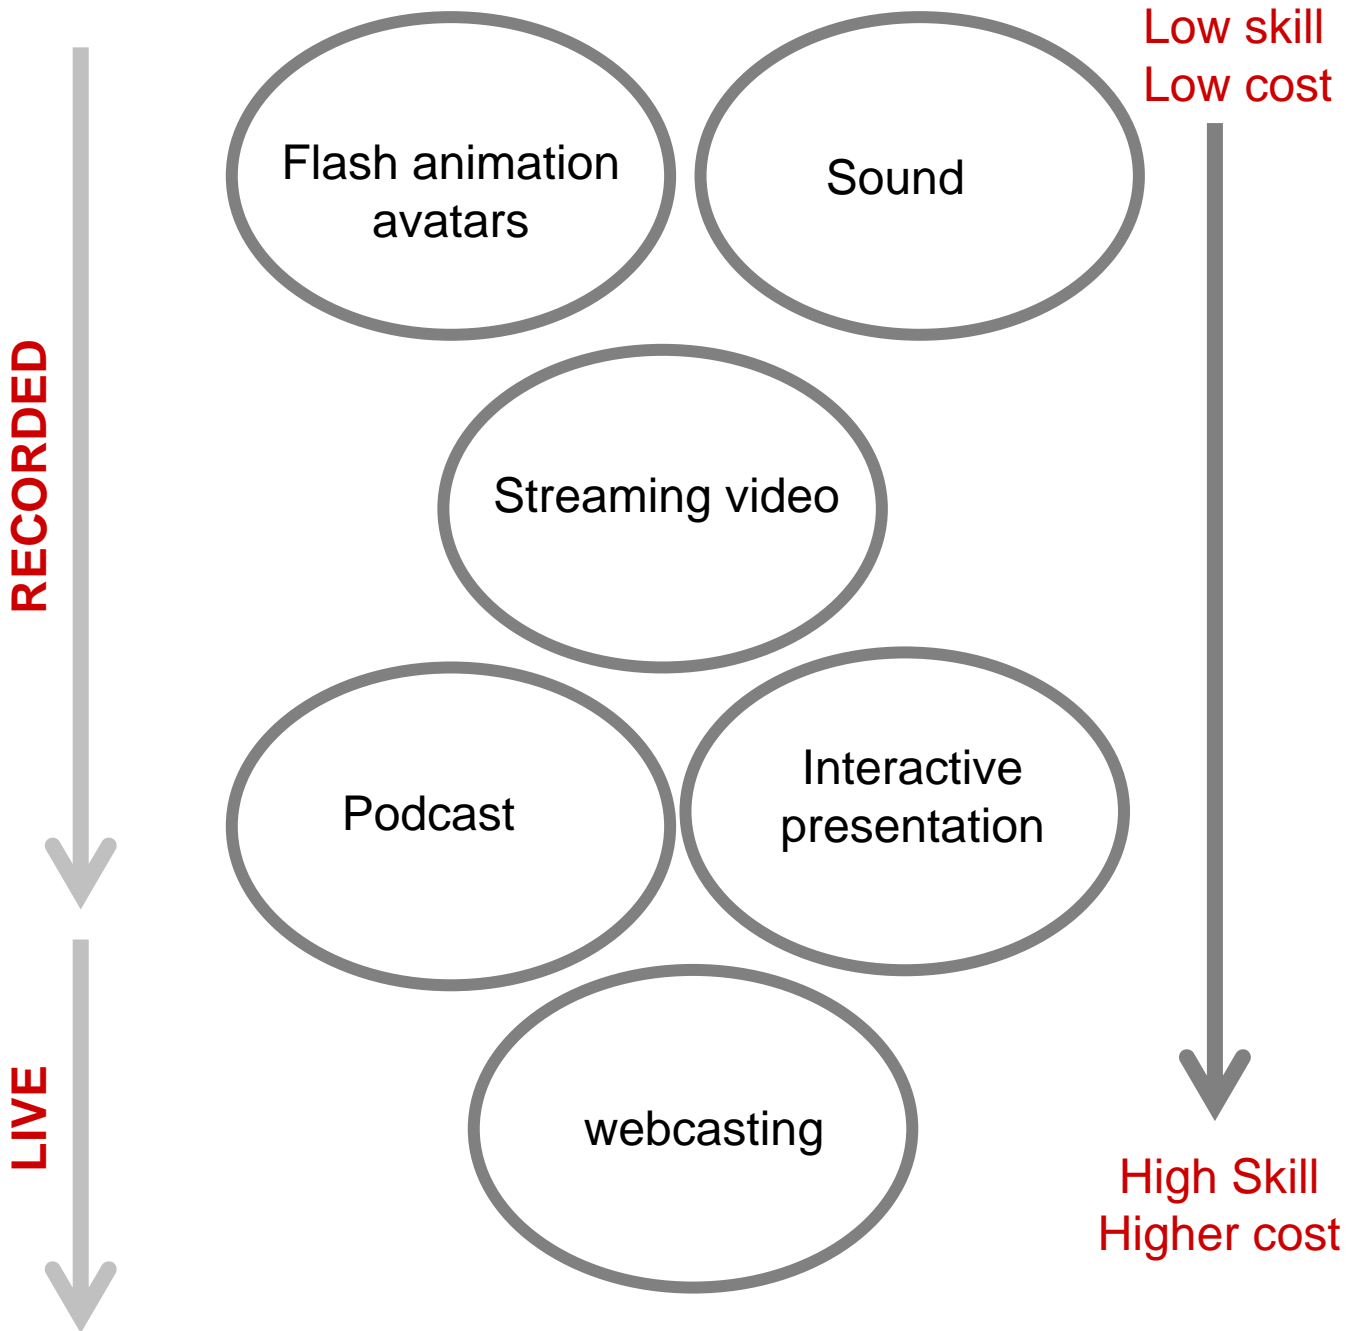 Low skill
Low cost
Flash animation
avatars
Sound
RECORDED
Streaming video
Interactive
presentation
Podcast
LIVE
webcasting
High Skill
Higher cost